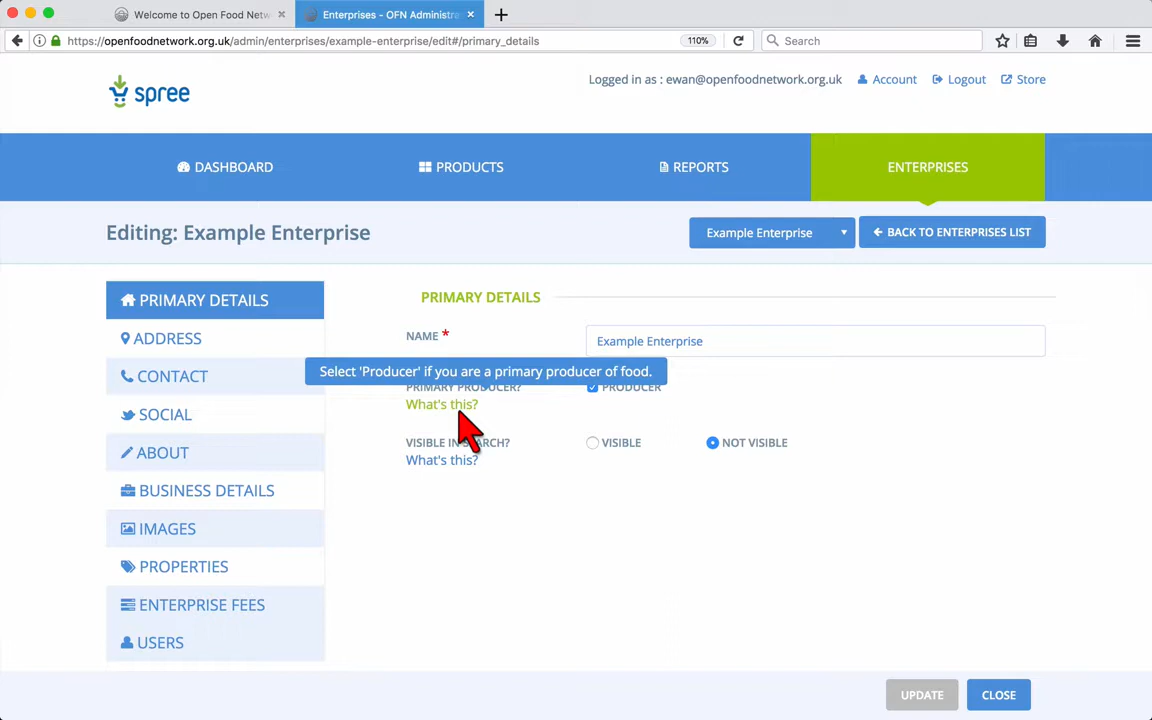 Welcome to Open Food Netw
Enterprises - OFN Administra
https://openfoodnetwork.org.uk/admin/enterprises/example-enterprise/edit#/primary_details
110%
Search
spree
Logged in as : ewan@openfoodnetwork.org.uk
Account
Logout
Store
DASHBOARD
PRODUCTS
REPORTS
ENTERPRISES
Editing: Example Enterprise
Example Enterprise
BACK TO ENTERPRISES LIST
PRIMARY DETAILS
ADDRESS
CONTACT
SOCIAL
ABOUT
BUSINESS DETAILS
IMAGES
PROPERTIES
ENTERPRISE FEES
USERS
PRIMARY DETAILS
NAME *
Example Enterprise
Select 'Producer' if you are a primary producer of food.
PRIMARY PRODUCER?
PRODUCER
What's this?
VISIBLE IN SEARCH?
VISIBLE
NOT VISIBLE
What's this?
UPDATE
CLOSE